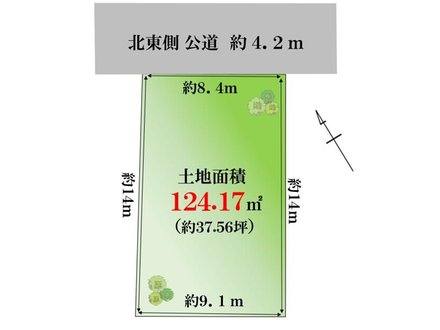 北東側 公道 約4.2m
約8.4m
約14m
土地面積
124.17㎡
(約37.56坪)
約14m
約9.1m